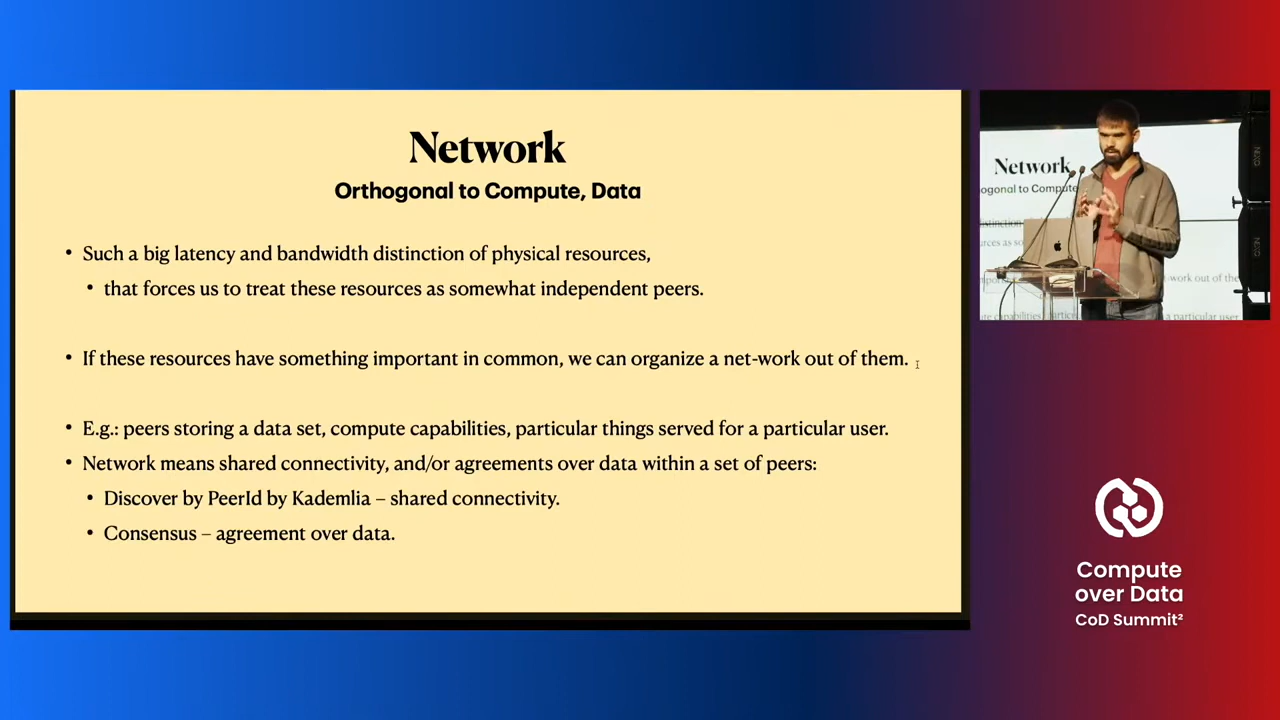 Network
Orthogonal to Compute, Data
• Such a big latency and bandwidth distinction of physical resources,
• that forces us to treat these resources as somewhat independent peers.
• If these resources have something important in common, we can organize a net-work out of them.
• E.g.: peers storing a data set, compute capabilities, particular things served for a particular user.
• Network means shared connectivity, and/or agreements over data within a set of peers:
• Discover by PeerId by Kademlia – shared connectivity.
• Consensus – agreement over data.
Network
ogonal to Compute
Compute
over Data
CoD Summit²